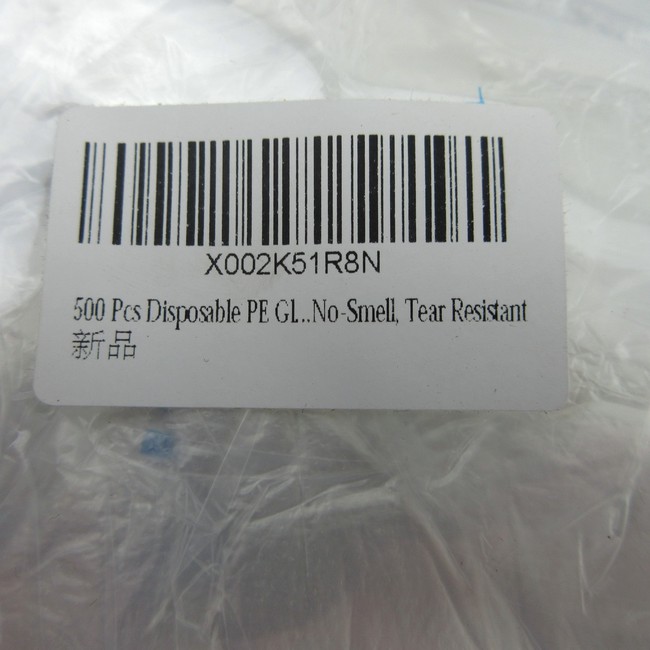 X002K51R8N
500 Pcs Disposable PE Gl...No-Smell, Tear Resistant
新品